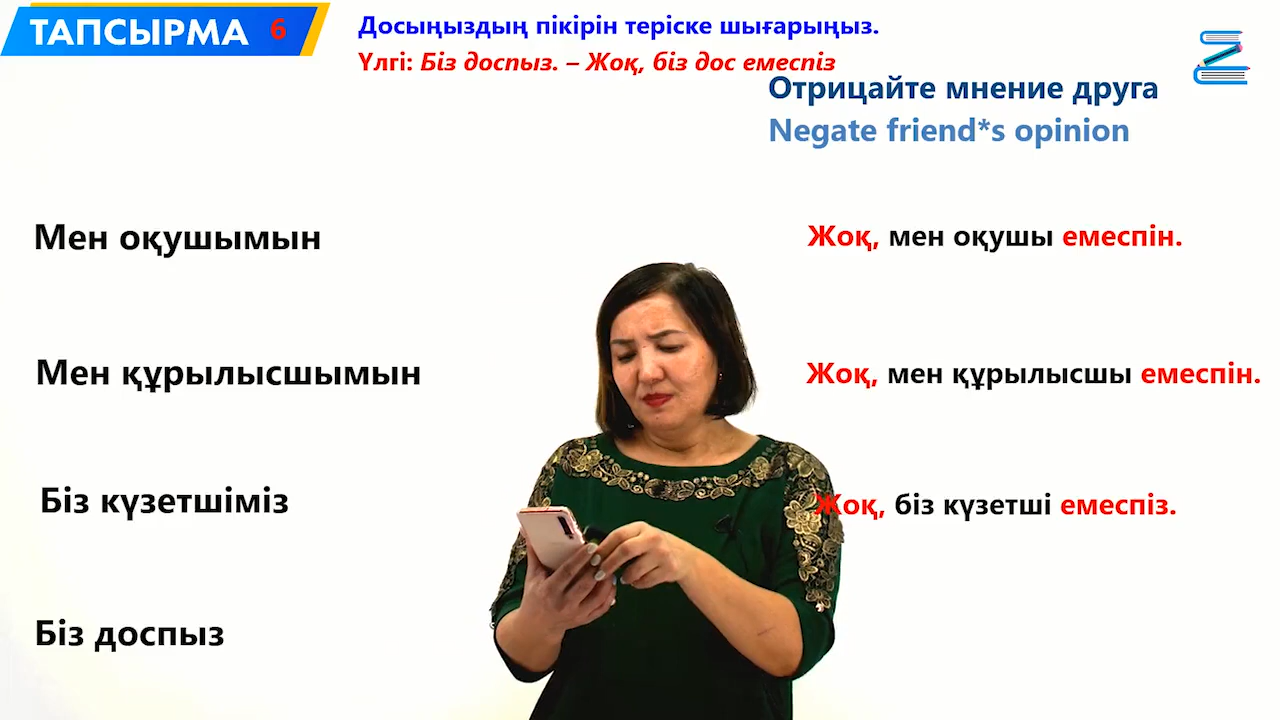 ТАПСЫРМА 6
Досыңыздың пікірін теріске шығарыңыз.
Үлгі: Біз доспыз. – Жоқ, біз дос емеспіз
Отрицайте мнение друга
Negate friend*s opinion
Мен оқушымын
Жоқ, мен оқушы емеспін.
Мен құрылысшымын
Жоқ, мен құрылысшы емеспін.
Біз күзетшіміз
Жоқ, біз күзетші емеспіз.
Біз доспыз